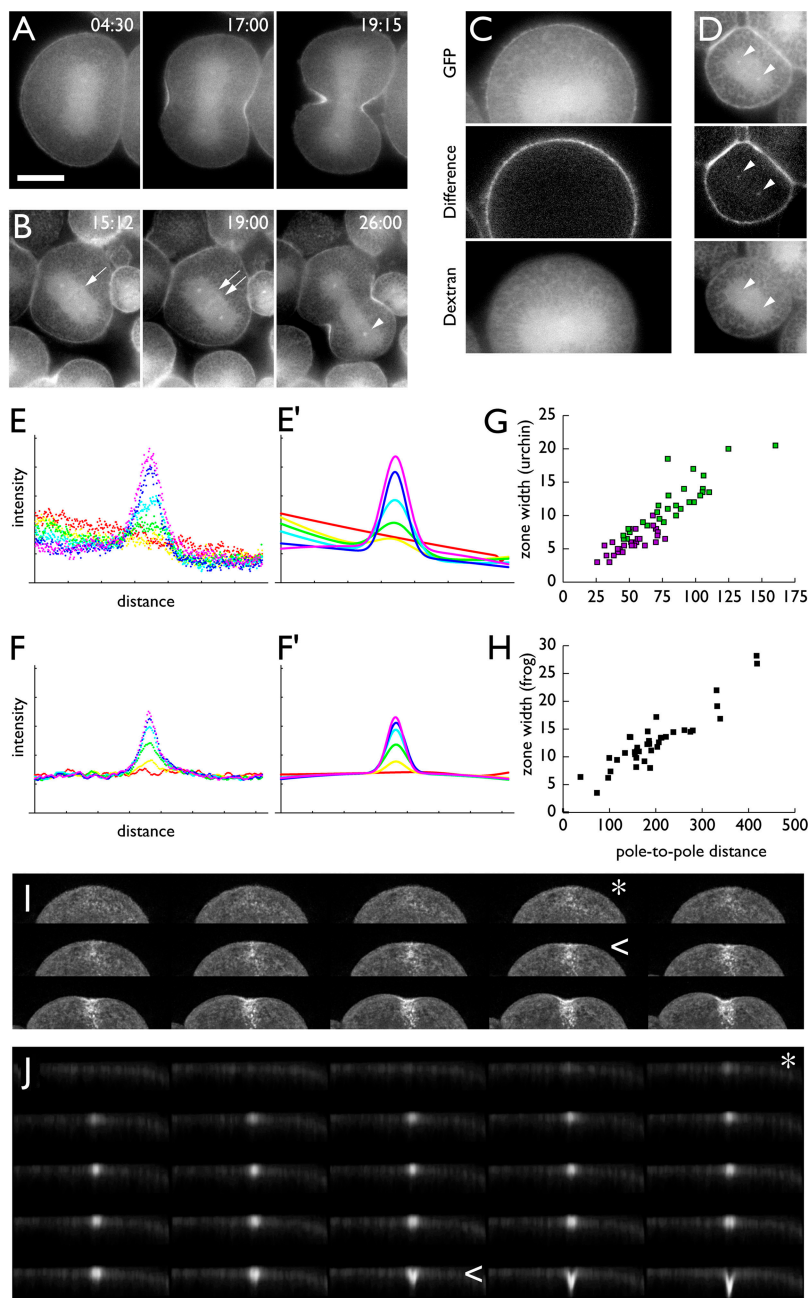 A
04:30
17:00
19:15
B
15:12
19:00
26:00
C
D
GFP
Difference
Dextran
E
intensity
distance
E'
G
zone width (urchin)
25
20
15
10
5
0
0 25 50 75 100 125 150 175
F
intensity
distance
F'
H
zone width (frog)
30
25
20
15
10
5
0
0 100 200 300 400 500
pole-to-pole distance
I
*
<
J
*
<